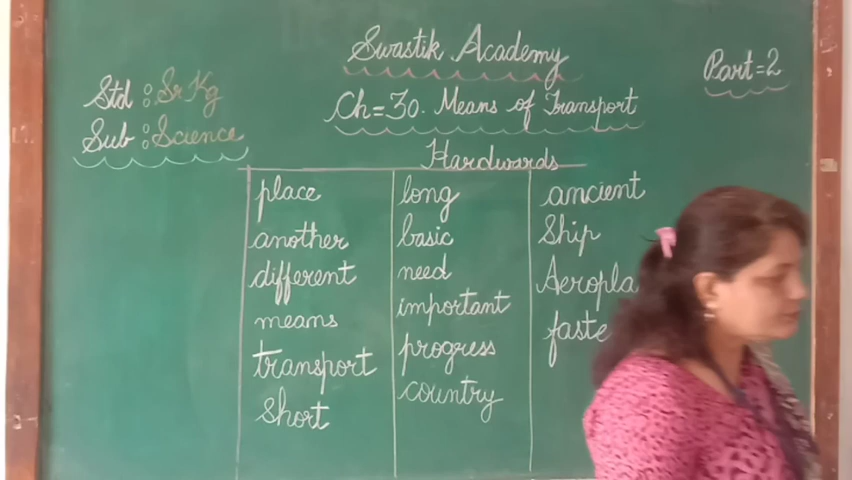 Swastik Academy
Part=2
Std : Sr Kg
Sub : Science
Ch=30. Means of Transport
Hardwards
place
another
different
means
transport
Short
long
basic
need
important
progress
country
ancient
Ship